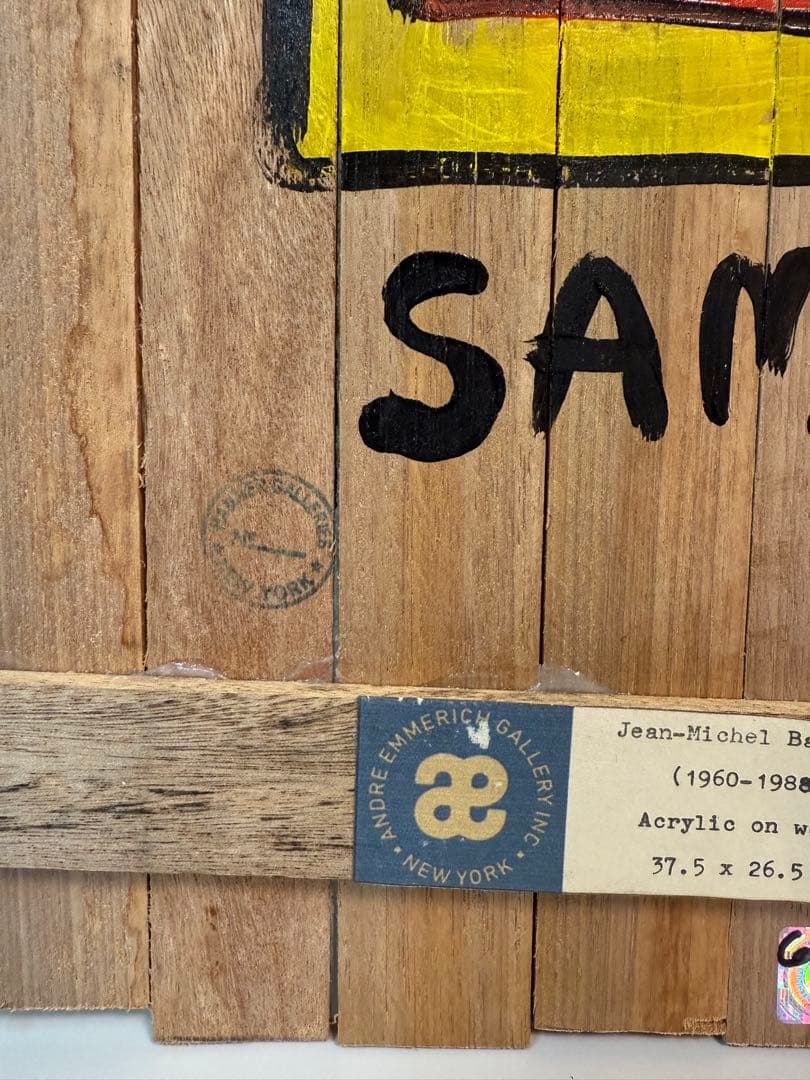 SAM
GALLERIES
NEW YORK
ANDRE EMMERICH GALLERY INC
• NEW YORK •
æ
Jean-Michel Ba
(1960-1988
Acrylic on w
37.5 x 26.5